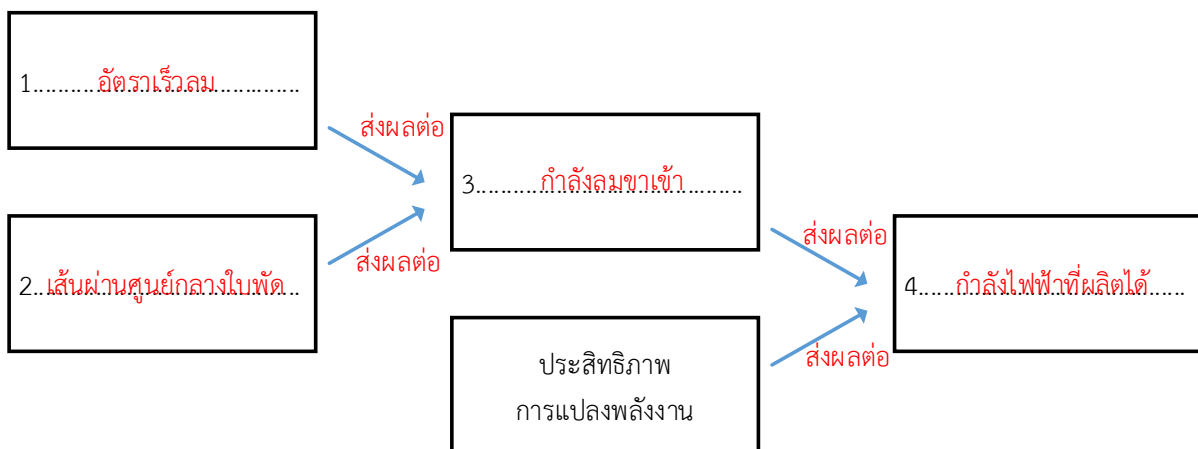 1......อัตราเร็วลม......
ส่งผลต่อ
3......กำลังลมขาเข้า......
2..เส้นผ่านศูนย์กลางใบพัด..
ส่งผลต่อ
ส่งผลต่อ
4.....กำลังไฟฟ้าที่ผลิตได้.....
ประสิทธิภาพ
การแปลงพลังงาน
ส่งผลต่อ